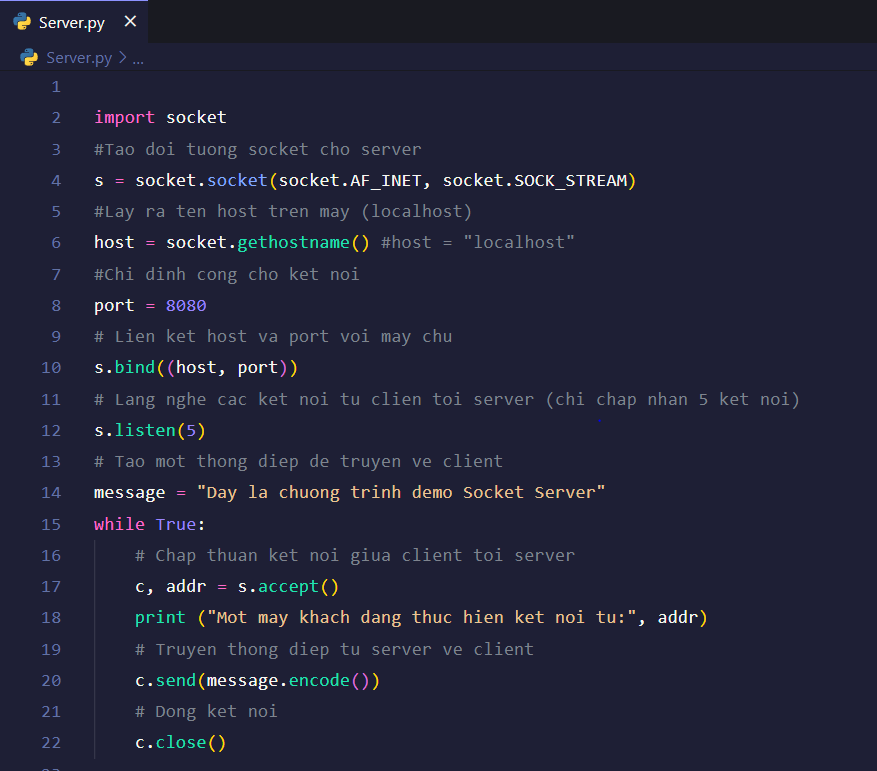 Server.py ×
Server.py > ...
1
2 import socket
3 #Tao doi tuong socket cho server
4 s = socket.socket(socket.AF_INET, socket.SOCK_STREAM)
5 #Lay ra ten host tren may (localhost)
6 host = socket.gethostname() #host = "localhost"
7 #Chi dinh cong cho ket noi
8 port = 8080
9 # Lien ket host va port voi may chu
10 s.bind((host, port))
11 # Lang nghe cac ket noi tu clien toi server (chi chap nhan 5 ket noi)
12 s.listen(5)
13 # Tao mot thong diep de truyen ve client
14 message = "Day la chuong trinh demo Socket Server"
15 while True:
16     # Chap thuan ket noi giua client toi server
17     c, addr = s.accept()
18     print ("Mot may khach dang thuc hien ket noi tu:", addr)
19     # Truyen thong diep tu server ve client
20     c.send(message.encode())
21     # Dong ket noi
22     c.close()